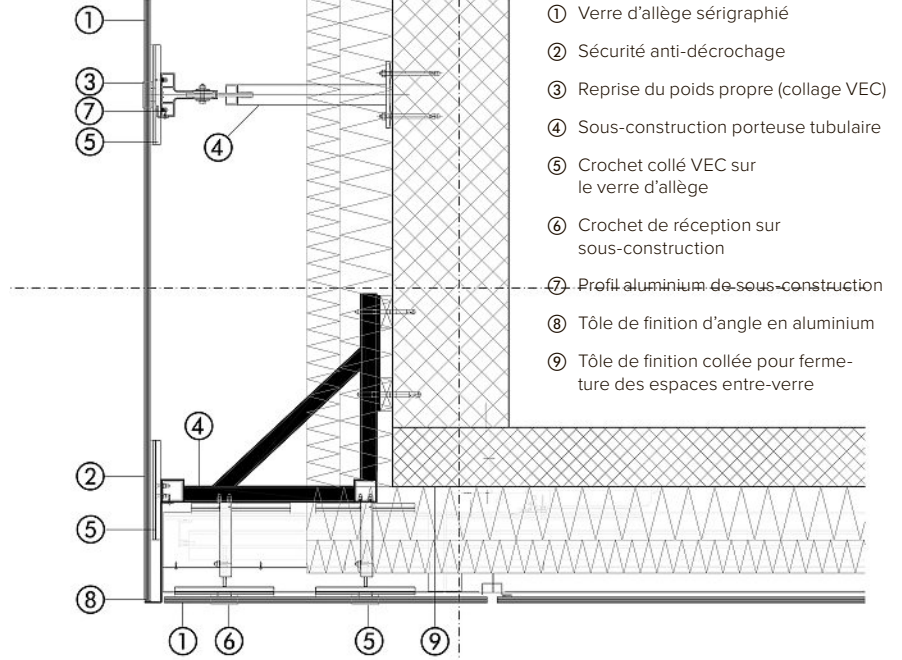 ① Verre d'allège sérigraphié
② Sécurité anti-décrochage
③ Reprise du poids propre (collage VEC)
④ Sous-construction porteuse tubulaire
⑤ Crochet collé VEC sur
le verre d'allège
⑥ Crochet de réception sur
sous-construction
⑦ Profil aluminium de sous-construction
⑧ Tôle de finition d'angle en aluminium
⑨ Tôle de finition collée pour ferme-
ture des espaces entre-verre
①
③
⑦
⑤
④
④
②
⑤
⑧
① ⑥ ⑤ ⑨